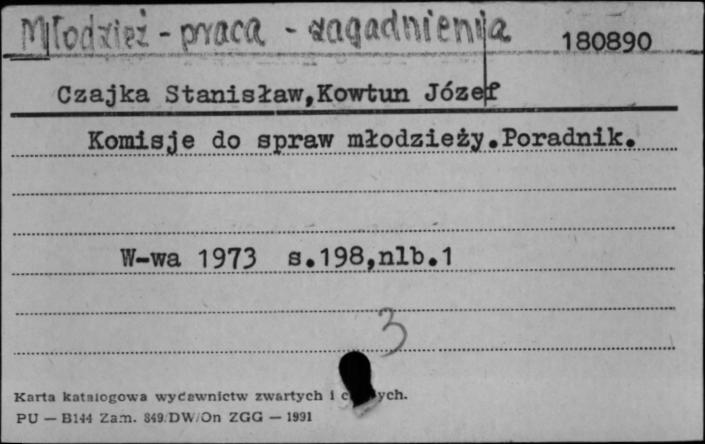 Młodzież - praca - zagadnienia 180890
Czajka Stanisław,Kowtun Józef
Komisje do spraw młodzieży.Poradnik.
W-wa 1973 s.198,nlb.1
3
Karta katalogowa wydawnictw zwartych i
PU — B144 Zam. 849/DW/On ZGG — 1991